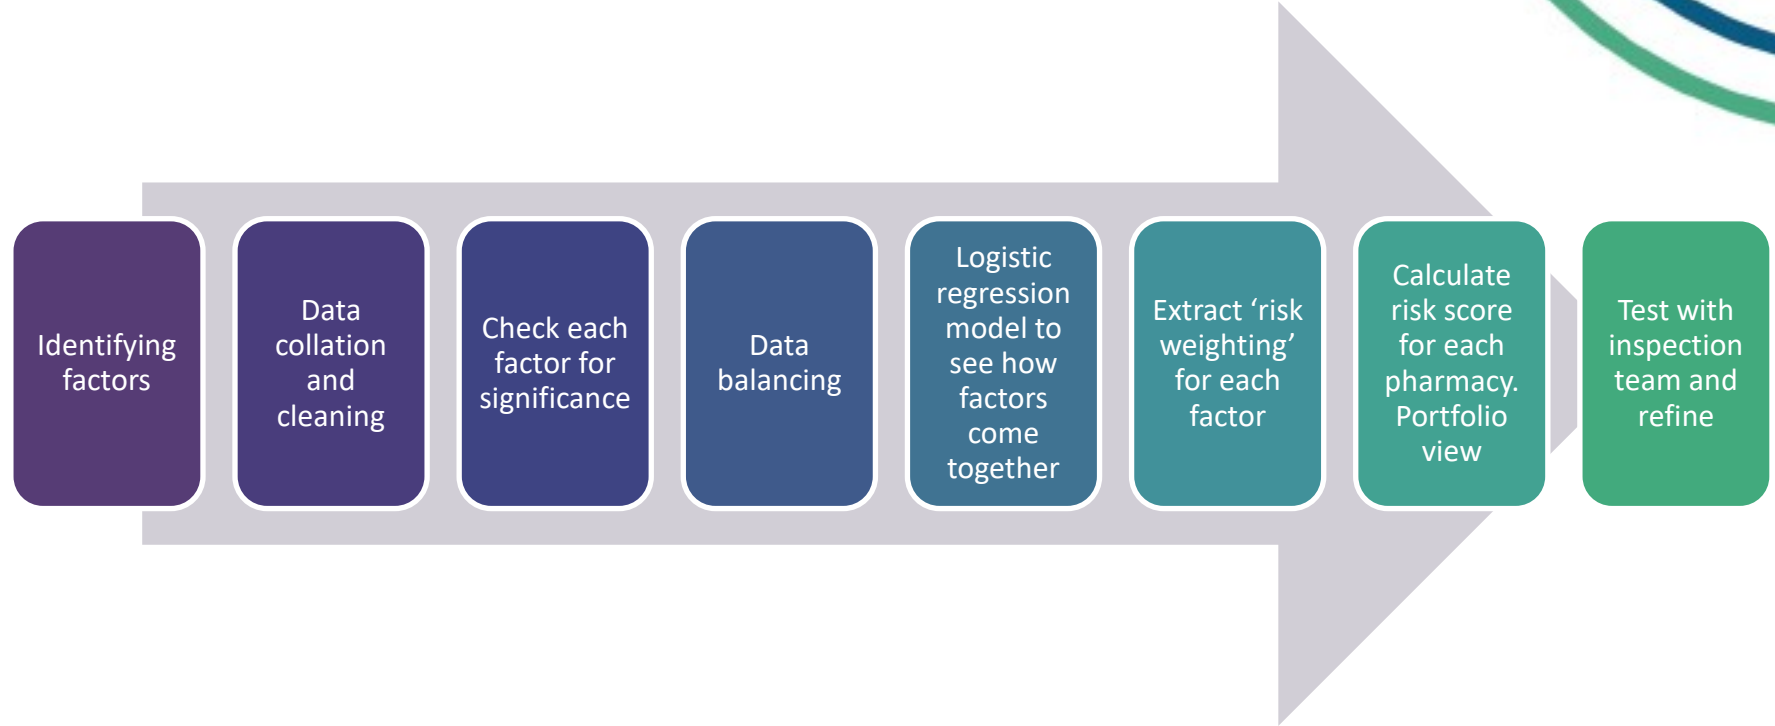 Identifying
factors
Data
collation
and
cleaning
Check each
factor for
significance
Data
balancing
Logistic
regression
model to
see how
factors
come
together
Extract ‘risk
weighting’
for each
factor
Calculate
risk score
for each
pharmacy.
Portfolio
view
Test with
inspection
team and
refine